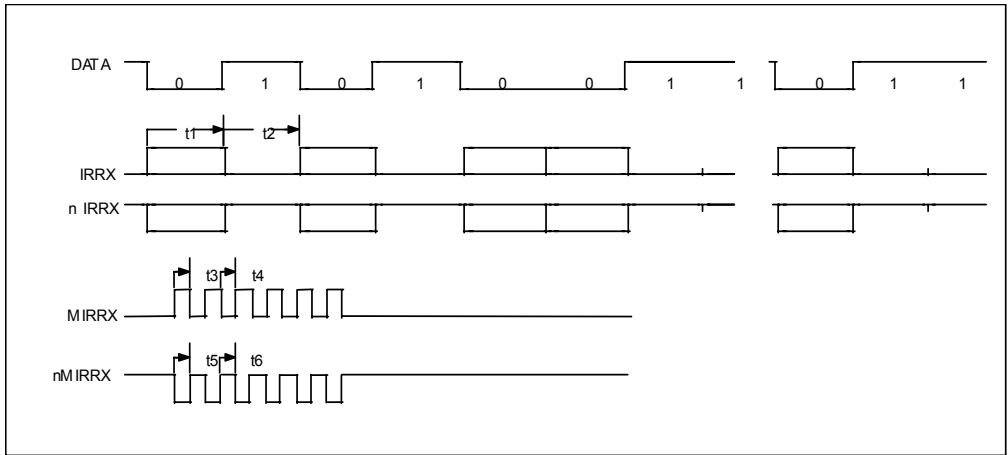 DATA
0 1 0 1 0 0 1 1 0 1 1
t1 t2
IRRX
n IRRX
t3 t4
MIRRX
t5 t6
nMIRRX